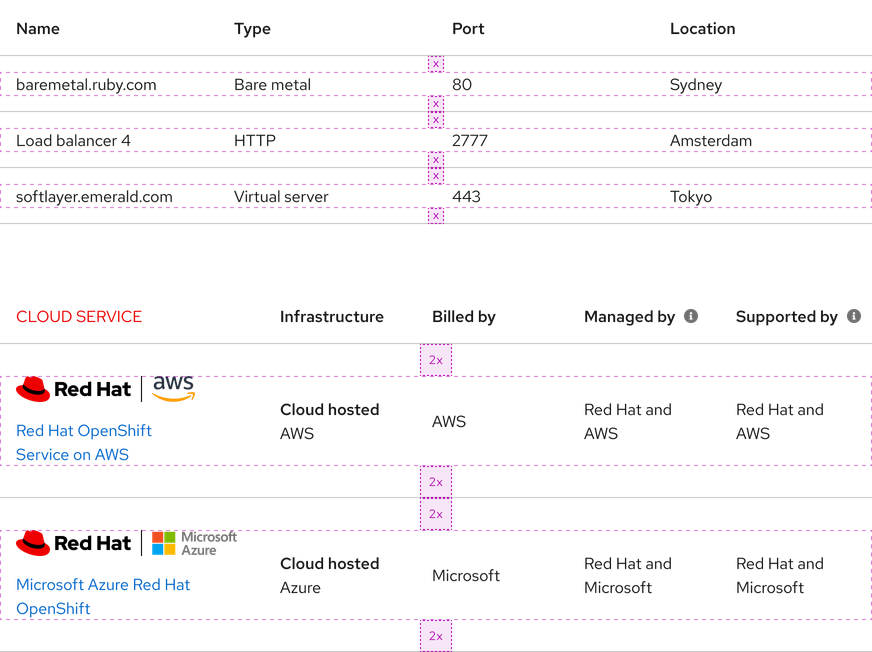 Name Type Port Location
x
baremetal.ruby.com Bare metal 80 Sydney
x
x
Load balancer 4 HTTP 2777 Amsterdam
x
x
softlayer.emerald.com Virtual server 443 Tokyo
x
CLOUD SERVICE Infrastructure Billed by Managed by i Supported by i
2x
Red Hat | aws
Cloud hosted Red Hat and Red Hat and
AWS
Red Hat OpenShift AWS AWS AWS
Service on AWS
2x
2x
Red Hat | Microsoft
Azure
Cloud hosted Red Hat and Red Hat and
Microsoft
Microsoft Azure Red Hat Azure Microsoft Microsoft
OpenShift
2x